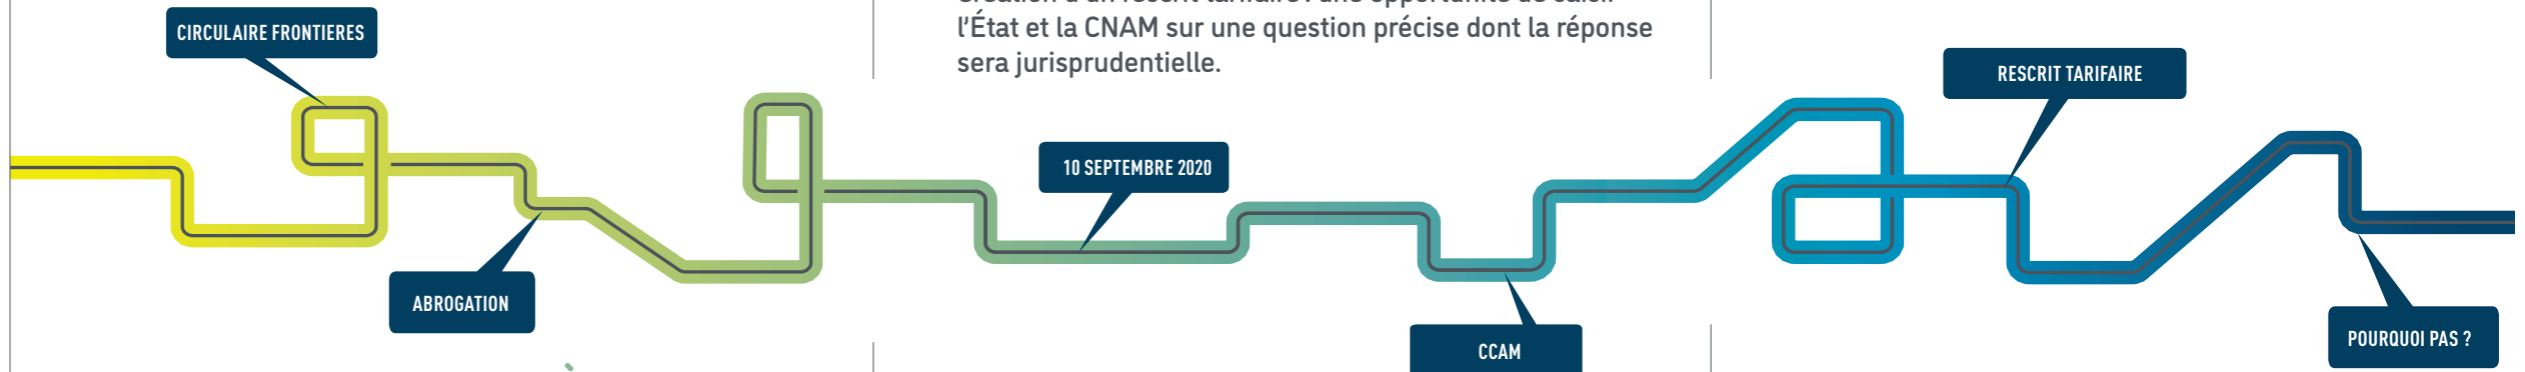 l'État et la CNAM sur une question précise dont la réponse
sera jurisprudentielle.
CIRCULAIRE FRONTIERES
ABROGATION
10 SEPTEMBRE 2020
CCAM
RESCRIT TARIFAIRE
POURQUOI PAS ?